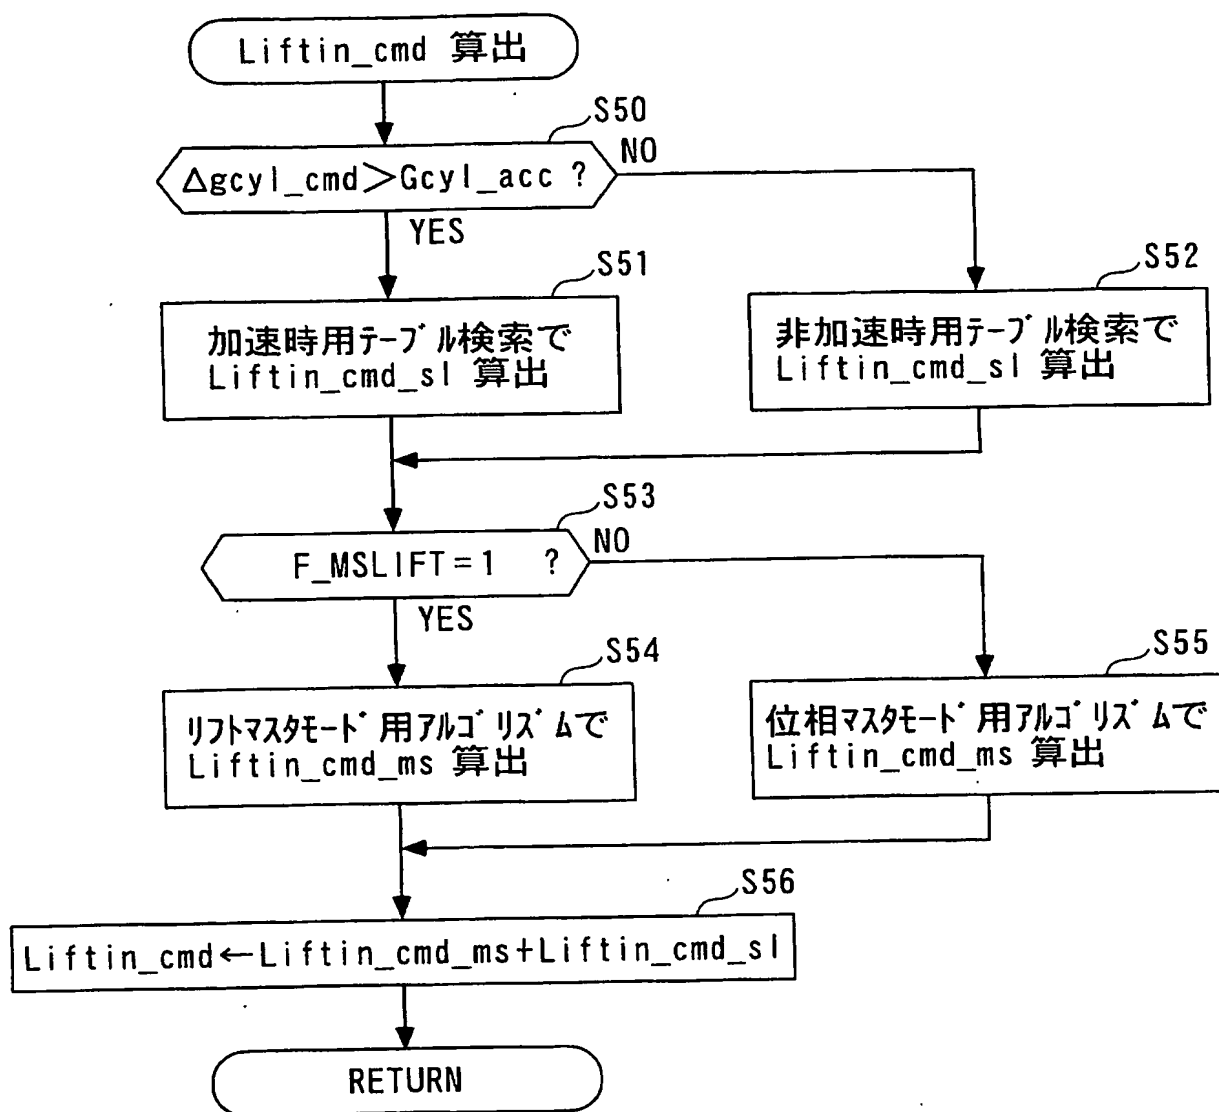 Liftin_cmd 算出
S50
Δgcyl_cmd>Gcyl_acc ?
NO
YES
S51
S52
加速時用テーブル検索で
Liftin_cmd_sl 算出
非加速時用テーブル検索で
Liftin_cmd_sl 算出
S53
F_MSLIFT=1 ?
NO
YES
S54
S55
リフトマスタモード用アルゴリズムで
Liftin_cmd_ms 算出
位相マスタモード用アルゴリズムで
Liftin_cmd_ms 算出
S56
Liftin_cmd←Liftin_cmd_ms+Liftin_cmd_sl
RETURN